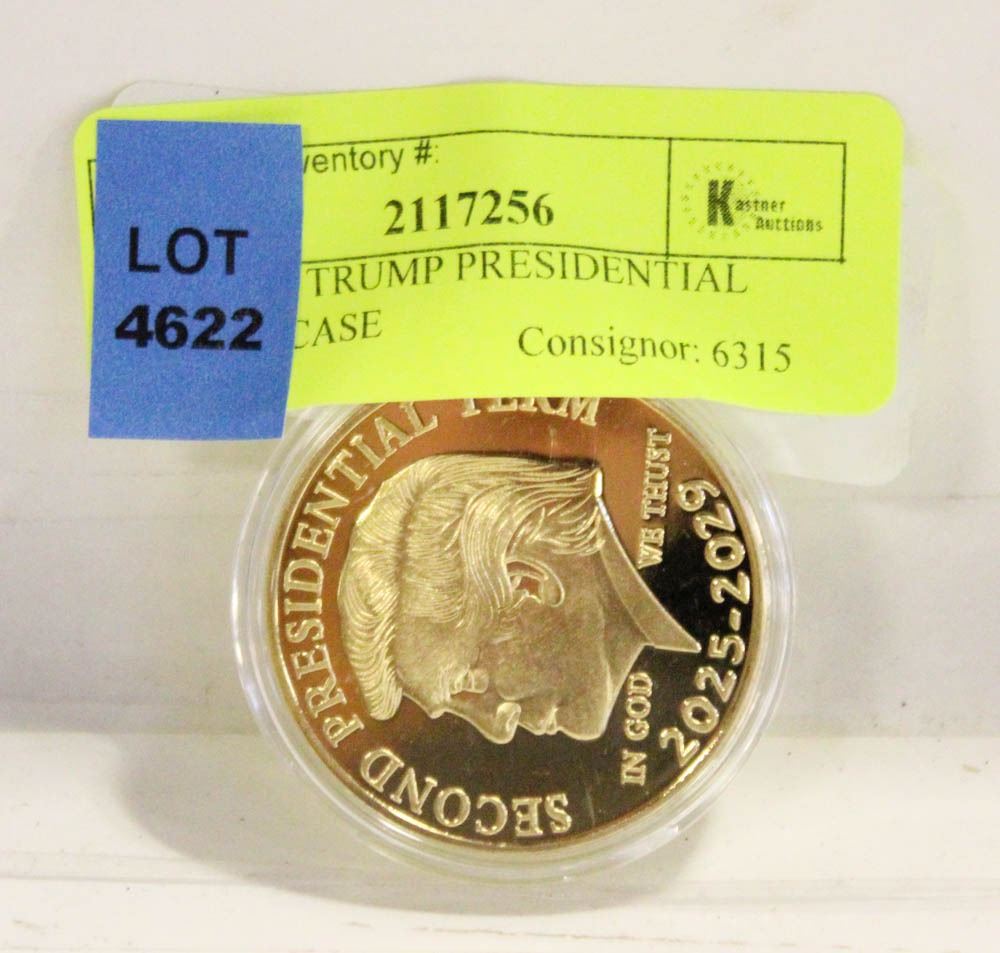 LOT
4622
ventory #:
2117256
Kastner
Auctions
TRUMP PRESIDENTIAL
CASE
Consignor: 6315
SECOND PRESIDENTIAL TERM
IN GOD WE THUST
2025-2029